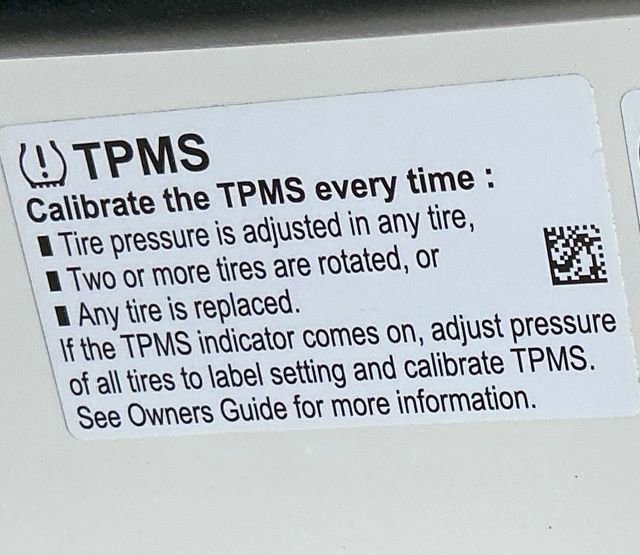 TPMS
Calibrate the TPMS every time :
▮ Tire pressure is adjusted in any tire,
▮ Two or more tires are rotated, or
▮ Any tire is replaced.
If the TPMS indicator comes on, adjust pressure
of all tires to label setting and calibrate TPMS.
See Owners Guide for more information.